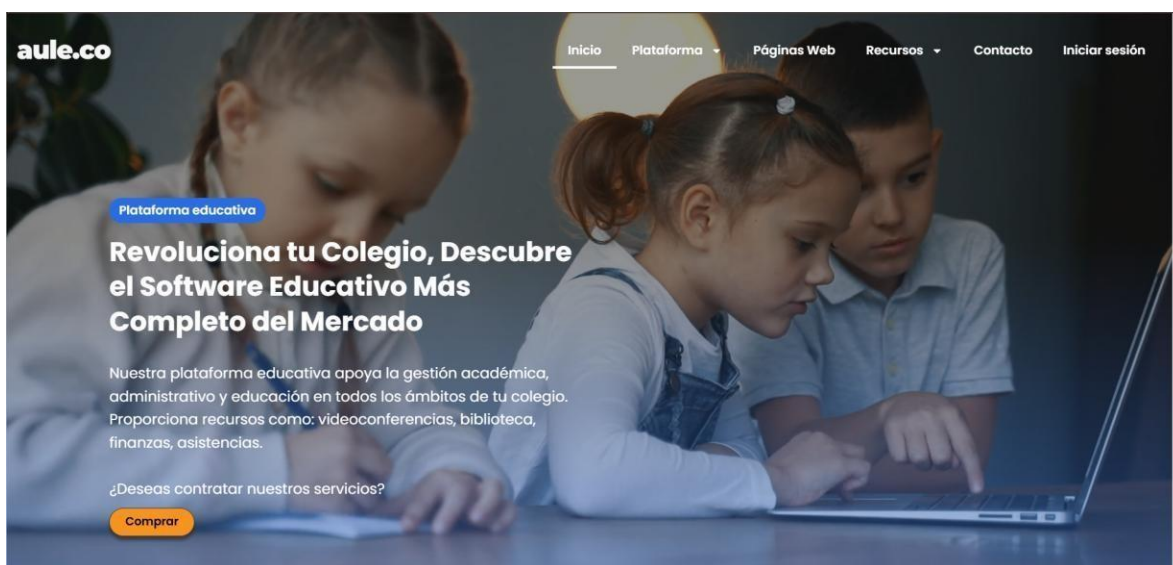 aule.co
Inicio
Plataforma
Páginas Web
Recursos
Contacto
Iniciar sesión
Plataforma educativa
Revoluciona tu Colegio, Descubre
el Software Educativo Más
Completo del Mercado
Nuestra plataforma educativa apoya la gestión académica,
administrativo y educación en todos los ámbitos de tu colegio.
Proporciona recursos como: videoconferencias, biblioteca,
finanzas, asistencias.
¿Deseas contratar nuestros servicios?
Comprar